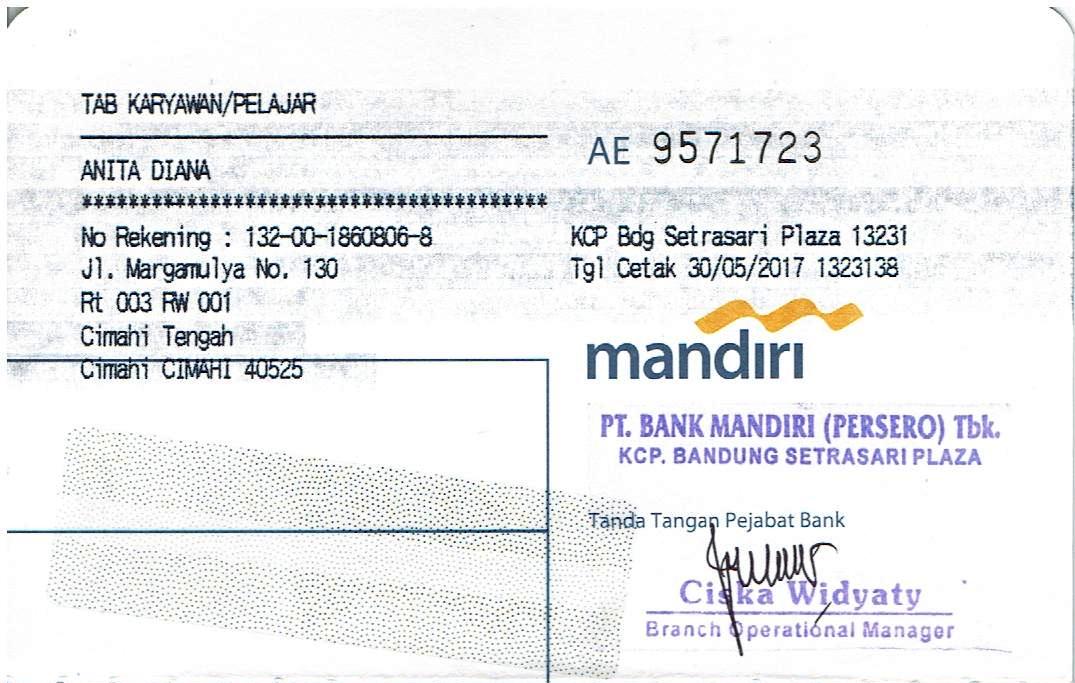 TAB KARYAWAN/PELAJAR
ANITA DIANA
****************************************
No Rekening : 132-00-1860806-8
Jl. Margamulya No. 130
Rt 003 RW 001
Cimahi Tengah
Cimahi CIMAHI 40525
AE 9571723
KCP Bdg Setrasari Plaza 13231
Tgl Cetak 30/05/2017 1323138
mandiri
PT. BANK MANDIRI (PERSERO) Tbk.
KCP. BANDUNG SETRASARI PLAZA
Tanda Tangan Pejabat Bank
Ciska Widyaty
Branch Operational Manager